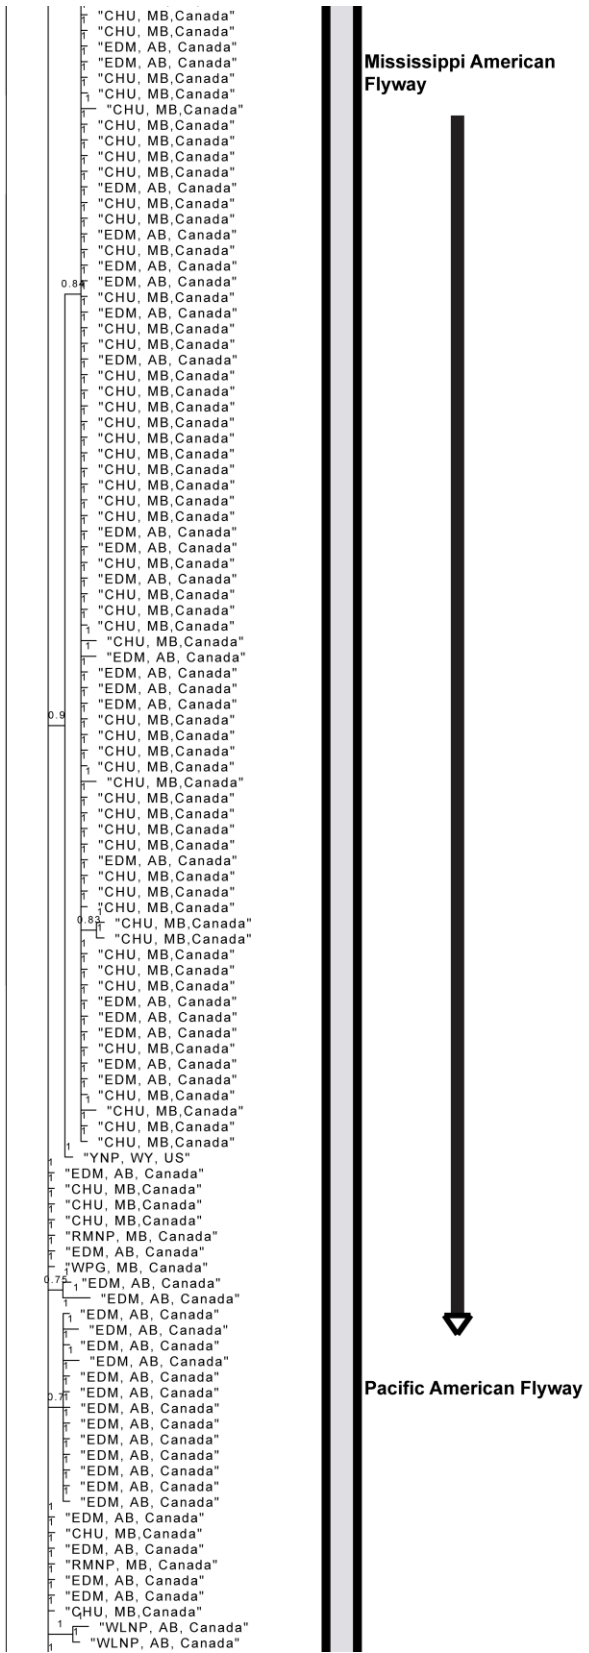 "CHU, MB,Canada"
"CHU, MB,Canada"
"EDM, AB, Canada"
"EDM, AB, Canada"
Mississippi American
"CHU, MB,Canada"
Flyway
"CHU, MB,Canada"
"CHU, MB,Canada"
"CHU, MB,Canada"
"CHU, MB,Canada"
"CHU, MB,Canada"
"CHU, MB,Canada"
"EDM, AB, Canada"
"CHU, MB,Canada"
"CHU, MB,Canada"
"EDM, AB, Canada"
"CHU, MB,Canada"
"EDM, AB, Canada"
0.84 "EDM, AB, Canada"
"CHU, MB,Canada"
"EDM, AB, Canada"
"CHU, MB,Canada"
"CHU, MB,Canada"
"EDM, AB, Canada"
"CHU, MB,Canada"
"CHU, MB,Canada"
"CHU, MB,Canada"
"CHU, MB,Canada"
"CHU, MB,Canada"
"CHU, MB,Canada"
"CHU, MB,Canada"
"CHU, MB,Canada"
"CHU, MB,Canada"
"CHU, MB,Canada"
"EDM, AB, Canada"
"EDM, AB, Canada"
"CHU, MB,Canada"
"EDM, AB, Canada"
"CHU, MB,Canada"
"CHU, MB,Canada"
"CHU, MB,Canada"
"CHU, MB,Canada"
"EDM, AB, Canada"
"EDM, AB, Canada"
"EDM, AB, Canada"
"EDM, AB, Canada"
0.9 "CHU, MB,Canada"
"CHU, MB,Canada"
"CHU, MB,Canada"
"CHU, MB,Canada"
"CHU, MB,Canada"
"CHU, MB,Canada"
"CHU, MB,Canada"
"CHU, MB,Canada"
"CHU, MB,Canada"
"EDM, AB, Canada"
"CHU, MB,Canada"
"CHU, MB,Canada"
"CHU, MB,Canada"
0.83 "CHU, MB,Canada"
"CHU, MB,Canada"
"CHU, MB,Canada"
"CHU, MB,Canada"
"CHU, MB,Canada"
"EDM, AB, Canada"
"EDM, AB, Canada"
"EDM, AB, Canada"
"CHU, MB,Canada"
"EDM, AB, Canada"
"EDM, AB, Canada"
"CHU, MB,Canada"
"CHU, MB,Canada"
"CHU, MB,Canada"
"CHU, MB,Canada"
"YNP, WY, US"
"EDM, AB, Canada"
"CHU, MB,Canada"
"CHU, MB,Canada"
"CHU, MB,Canada"
"RMNP, MB, Canada"
"EDM, AB, Canada"
"WPG, MB, Canada"
0.75 "EDM, AB, Canada"
"EDM, AB, Canada"
"EDM, AB, Canada"
"EDM, AB, Canada"
"EDM, AB, Canada"
"EDM, AB, Canada"
"EDM, AB, Canada"
Pacific American Flyway
0.71 "EDM, AB, Canada"
"EDM, AB, Canada"
"EDM, AB, Canada"
"EDM, AB, Canada"
"EDM, AB, Canada"
"EDM, AB, Canada"
"EDM, AB, Canada"
"EDM, AB, Canada"
"EDM, AB, Canada"
"CHU, MB,Canada"
"EDM, AB, Canada"
"RMNP, MB, Canada"
"EDM, AB, Canada"
"EDM, AB, Canada"
"CHU, MB,Canada"
1 "WLNP, AB, Canada"
"WLNP, AB, Canada"